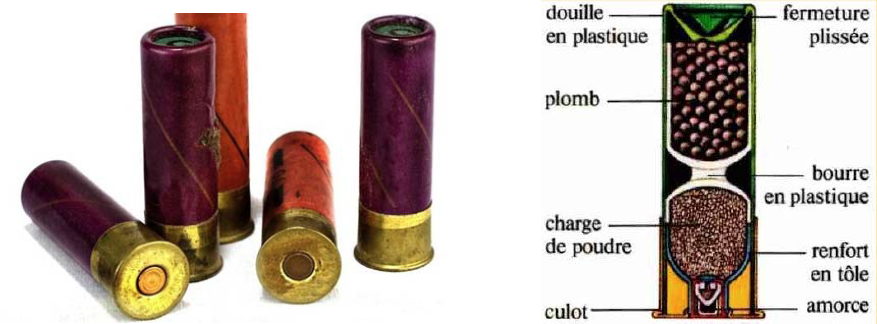 douille
en plastique
fermeture
plissée
plomb
bourre
en plastique
charge
de poudre
renfort
en tôle
culot
amorce